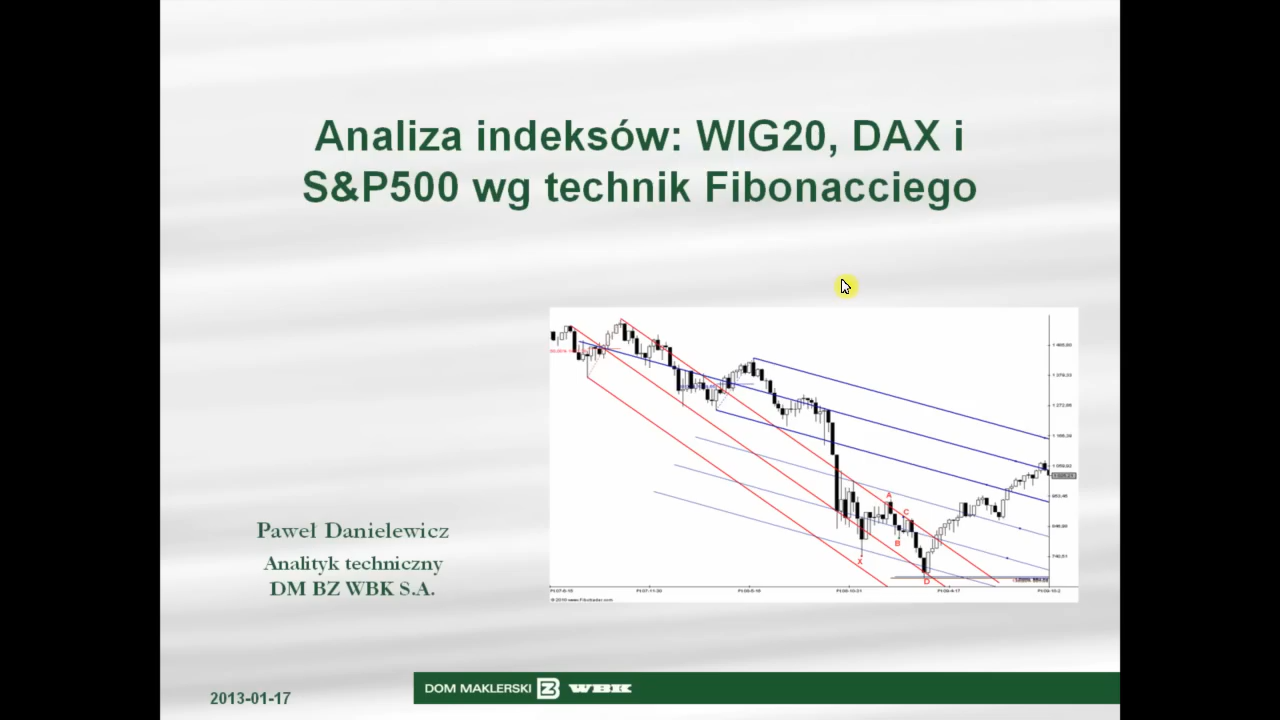 Analiza indeksów: WIG20, DAX i
S&P500 wg technik Fibonacciego
A
C
B
X
D
Paweł Danielewicz
Analityk techniczny
DM BZ WBK S.A.
2013-01-17
DOM MAKLERSKI Z WBK